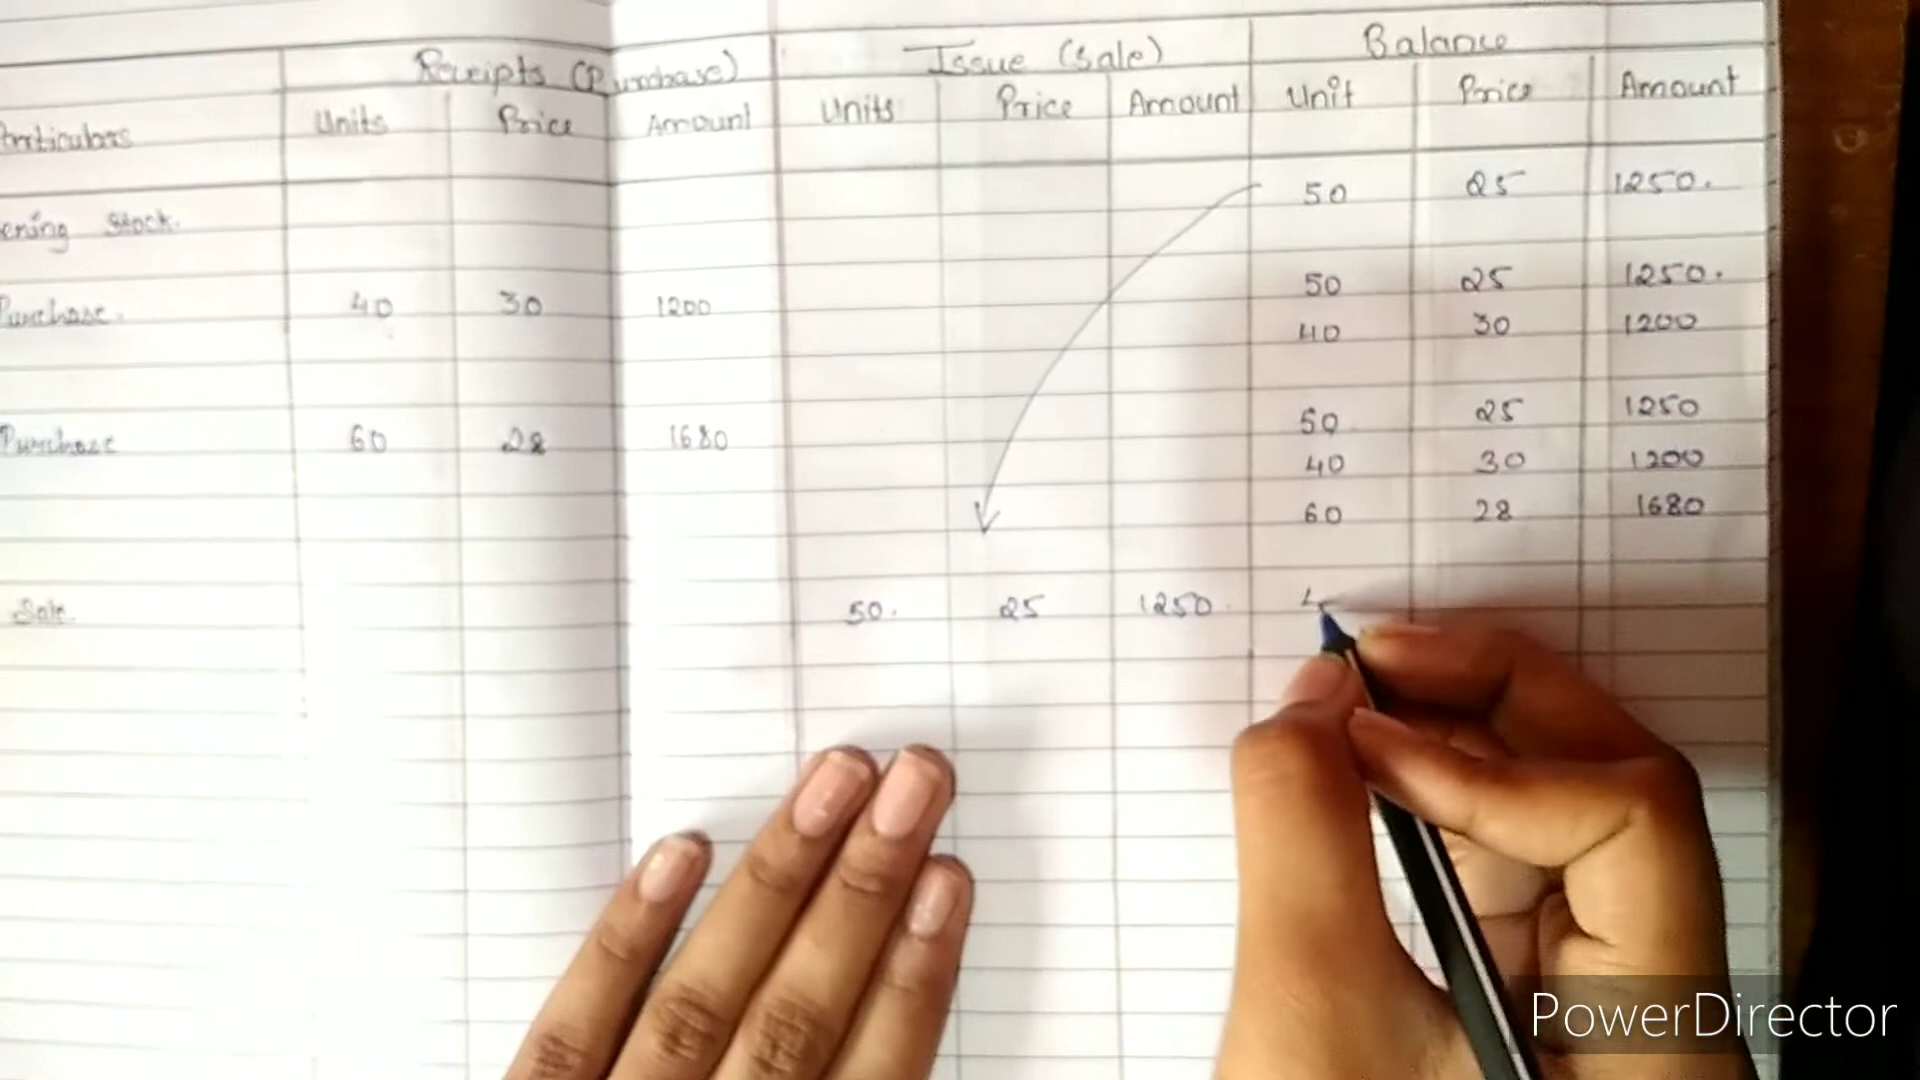 Receipts (Purchase) Issue (Sale) Balance
Particulars Units Price Amount Units Price Amount Unit Price Amount
50 25 1250.
ening Stock.
50 25 1250.
Purchase. 40 30 1200
40 30 1200
50 25 1250
Purchase 60 28 1680
40 30 1200
60 28 1680
Sale. 50. 25 1250.
PowerDirector